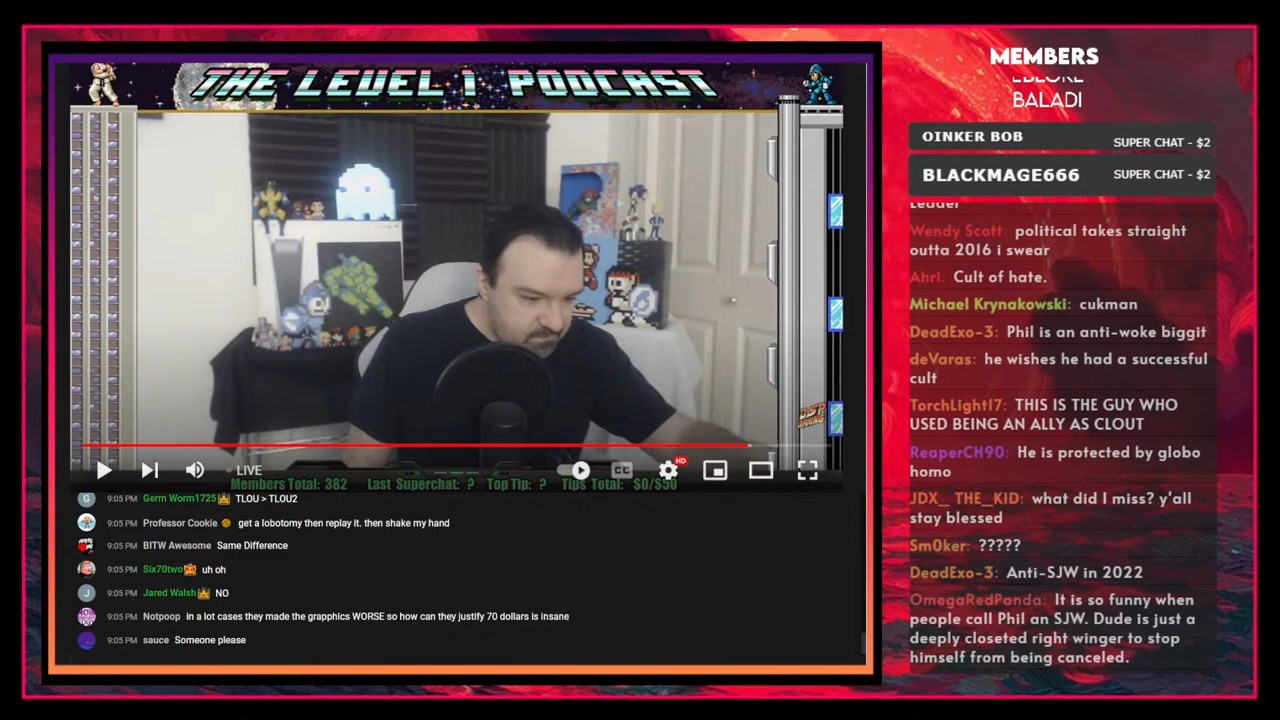 THE LEVEL 1 PODCAST
LIVE
CC
HD
Members Total: 382 Last Superchat: ? Top Tip: ? Tips Total: $0/$50
G 9:05 PM Germ Worm1725 TLOU > TLOU2
9:05 PM Professor Cookie get a lobotomy then replay it. then shake my hand
9:05 PM BITW Awesome Same Difference
9:05 PM Six70two uh oh
J 9:05 PM Jared Walsh NO
9:05 PM Notpoop in a lot cases they made the grapphics WORSE so how can they justify 70 dollars is insane
9:05 PM sauce Someone please
MEMBERS
BALADI
OINKER BOB SUPER CHAT - $2
BLACKMAGE666 SUPER CHAT - $2
Leader
Wendy Scott: political takes straight
outta 2016 i swear
Ahri: Cult of hate.
Michael Krynakowski: cukman
DeadExo-3: Phil is an anti-woke biggit
deVaras: he wishes he had a successful
cult
TorchLight17: THIS IS THE GUY WHO
USED BEING AN ALLY AS CLOUT
ReaperCH90: He is protected by globo
homo
JDX_THE_KID: what did I miss? y'all
stay blessed
Sm0ker: ?????
DeadExo-3: Anti-SJW in 2022
OmegaRedPanda: It is so funny when
people call Phil an SJW. Dude is just a
deeply closeted right winger to stop
himself from being canceled.